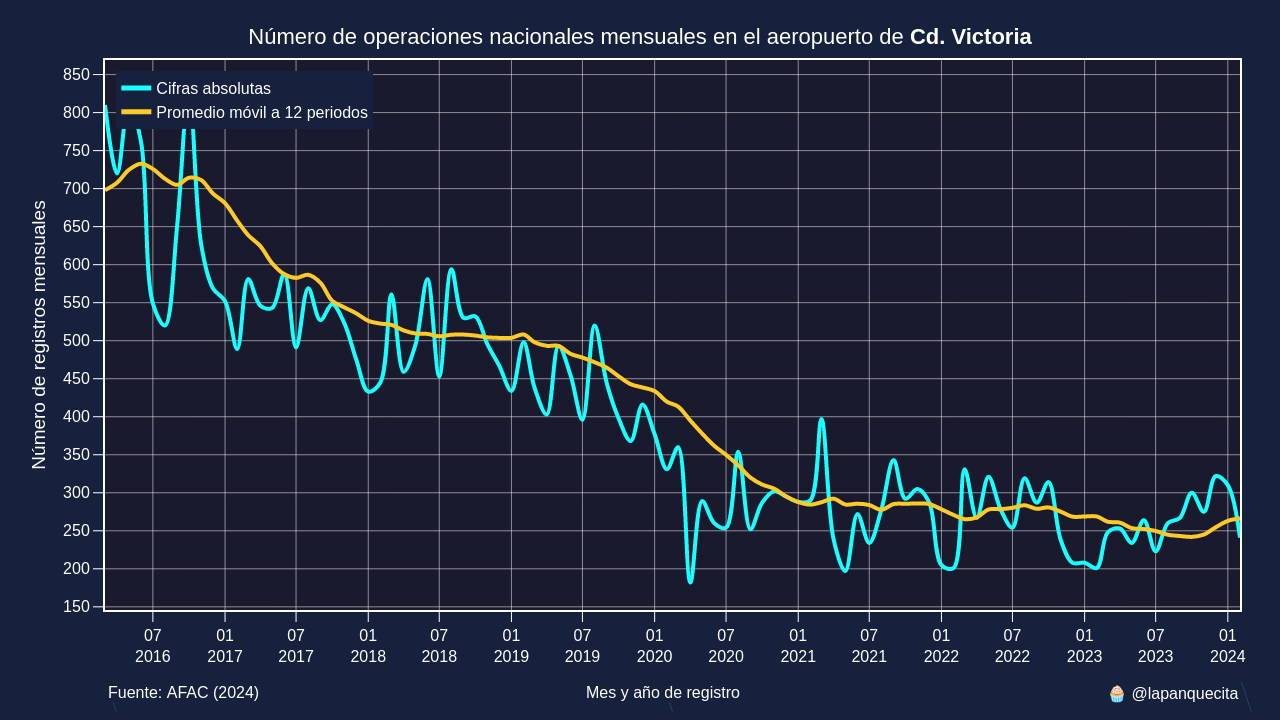 Número de operaciones nacionales mensuales en el aeropuerto de Cd. Victoria
Cifras absolutas
Promedio móvil a 12 periodos
850
800
750
700
650
600
550
500
450
400
350
300
250
200
150
Número de registros mensuales
07 01 07 01 07 01 07 01 07 01 07 01 07 01 07 01
2016 2017 2017 2018 2018 2019 2019 2020 2020 2021 2021 2022 2022 2023 2023 2024
Fuente: AFAC (2024)
Mes y año de registro
🧁 @lapanquecita